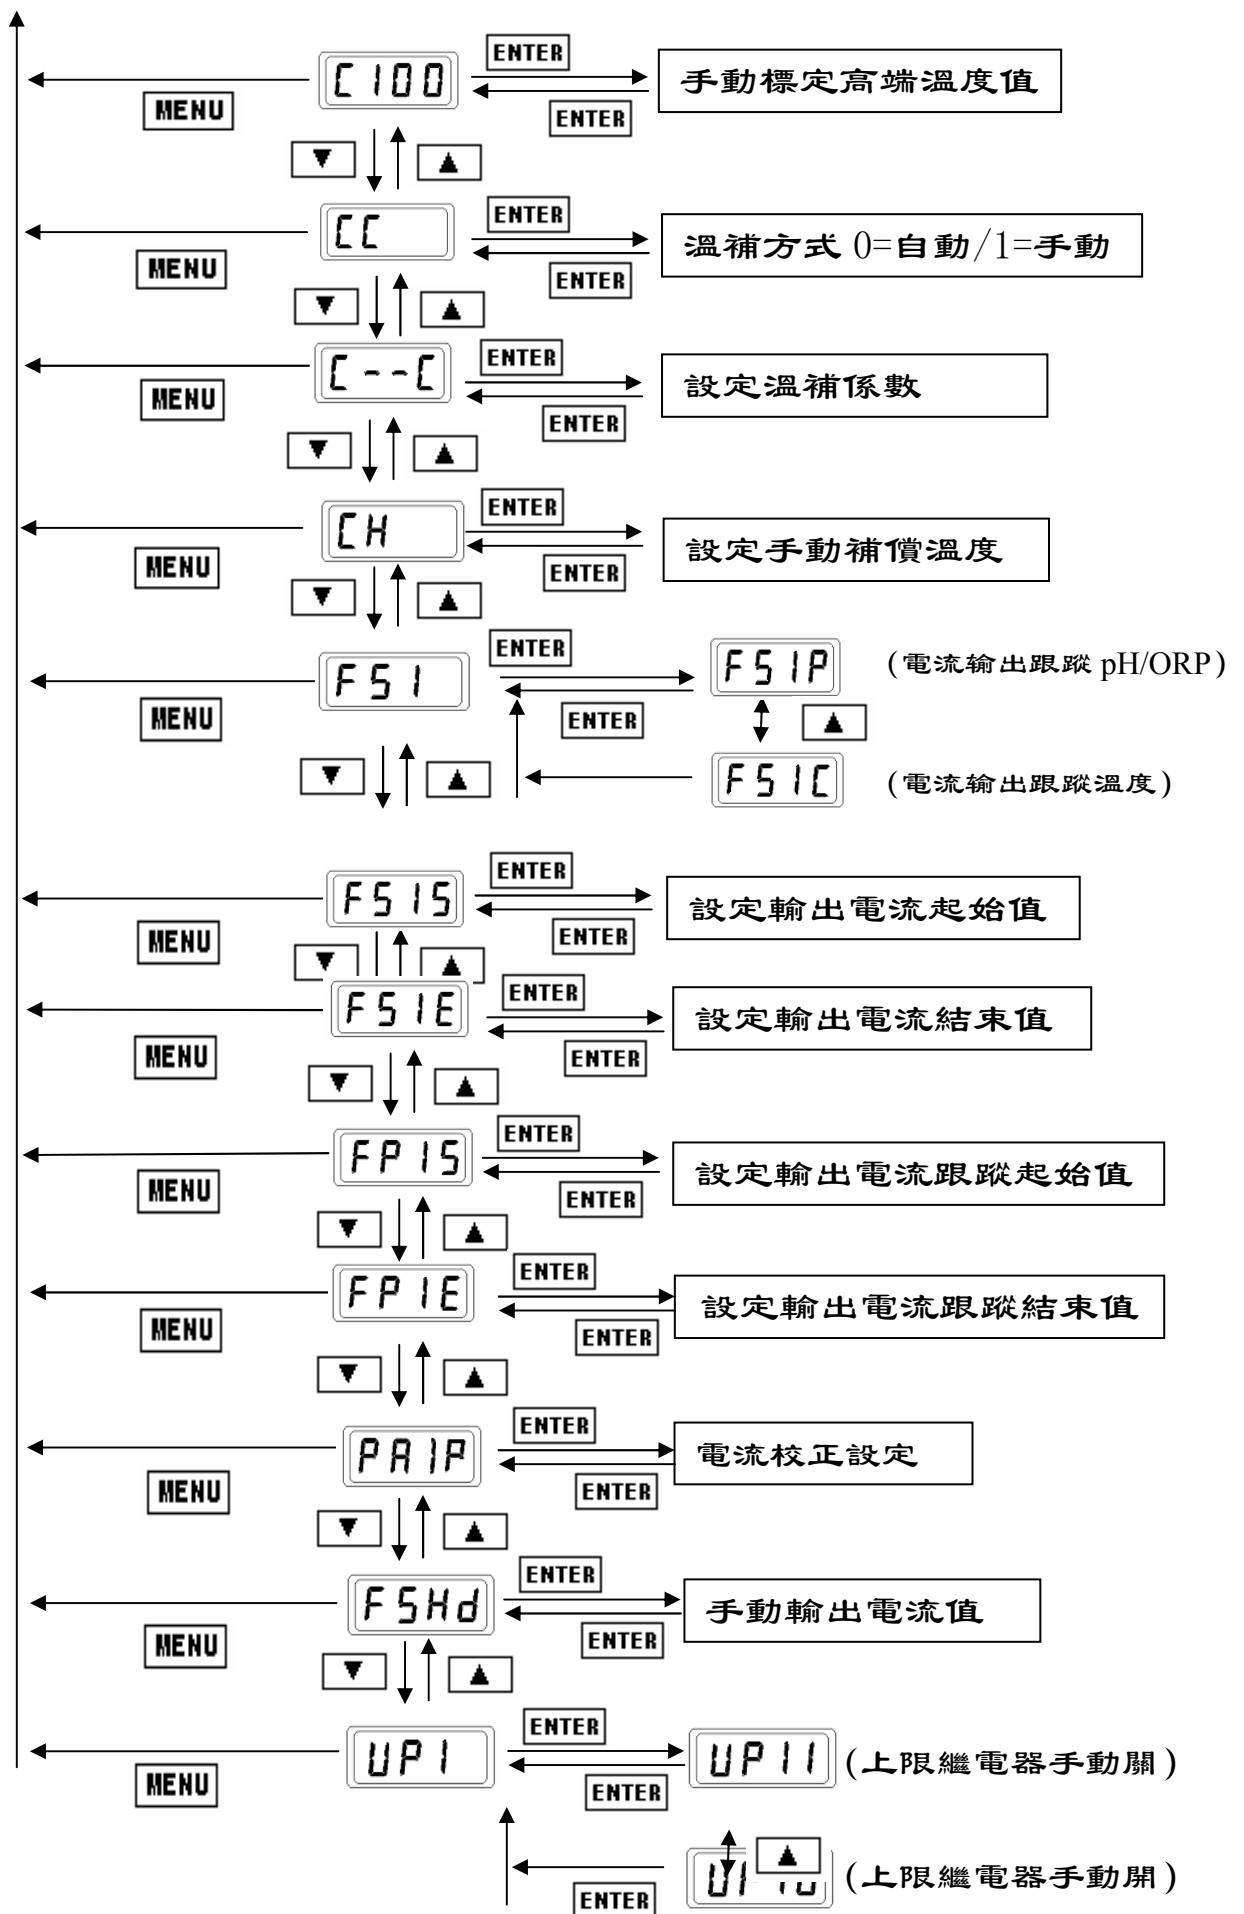 ENTER
C100
手動標定高端溫度值
MENU
ENTER
▼ ▲
ENTER
CC
溫補方式 0=自動/1=手動
MENU
ENTER
▼ ▲
ENTER
C--C
設定溫補係數
MENU
ENTER
▼ ▲
ENTER
CH
設定手動補償溫度
MENU
ENTER
▼ ▲
ENTER
FS1
FS1P
(電流输出跟蹤 pH/ORP)
MENU
ENTER
▲
▼ ▲
FS1C
(電流输出跟蹤溫度)
ENTER
FS1S
設定輸出電流起始值
MENU
ENTER
▼ ▲
ENTER
FS1E
設定輸出電流結束值
MENU
ENTER
▼ ▲
ENTER
FP1S
設定輸出電流跟蹤起始值
MENU
ENTER
▼ ▲
ENTER
FP1E
設定輸出電流跟蹤結束值
MENU
ENTER
▼ ▲
ENTER
PA1P
電流校正設定
MENU
ENTER
▼ ▲
ENTER
FSHd
手動輸出電流值
MENU
ENTER
▼ ▲
ENTER
UP1
UP11
(上限繼電器手動關)
MENU
ENTER
▲
(上限繼電器手動開)
ENTER